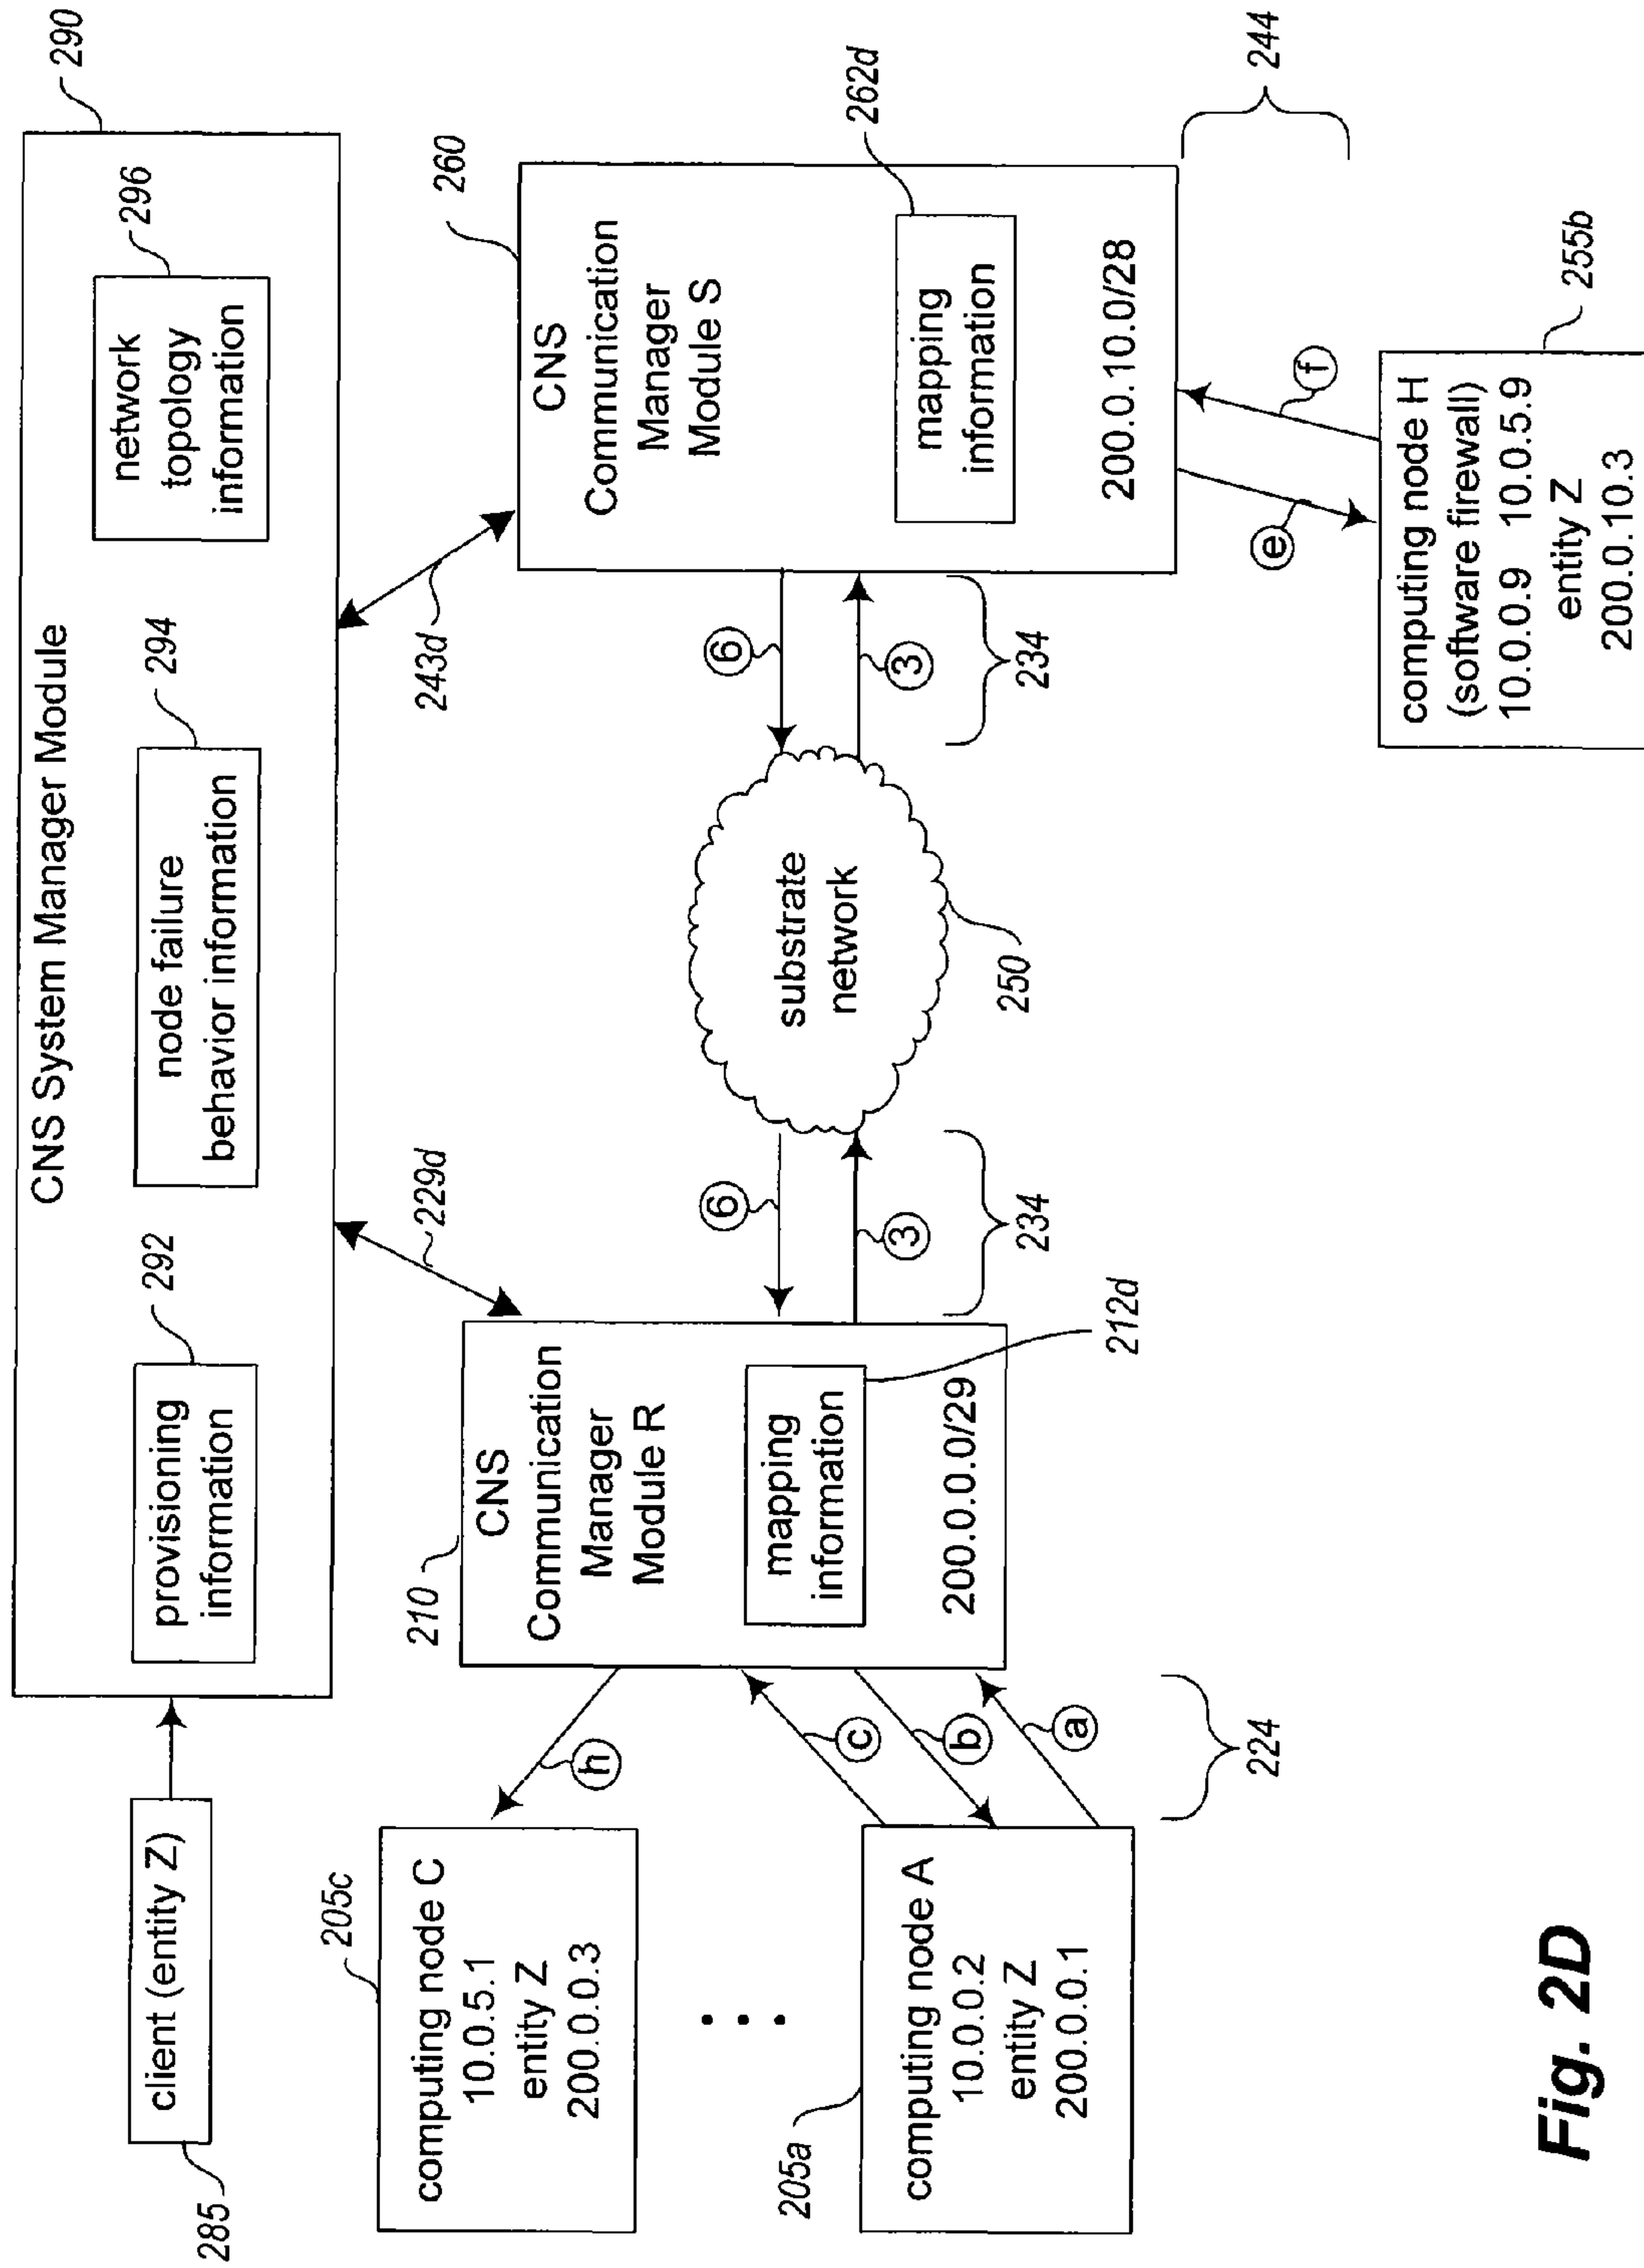 290
CNS System Manager Module
292
provisioning
information
294
node failure
behavior information
296
network
topology
information
client (entity Z)
285
229d
243d
210
CNS
Communication
Manager
Module R
mapping
information
212d
200.0.0.0/29
260
CNS
Communication
Manager
Module S
mapping
information
262d
200.0.10.0/28
6
3
234
substrate
network
250
6
3
234
205c
computing node C
10.0.5.1
entity Z
200.0.0.3
h
c
b
a
224
205a
computing node A
10.0.0.2
entity Z
200.0.0.1
e
f
244
255b
computing node H
(software firewall)
10.0.0.9 10.0.5.9
entity Z
200.0.10.3
Fig. 2D